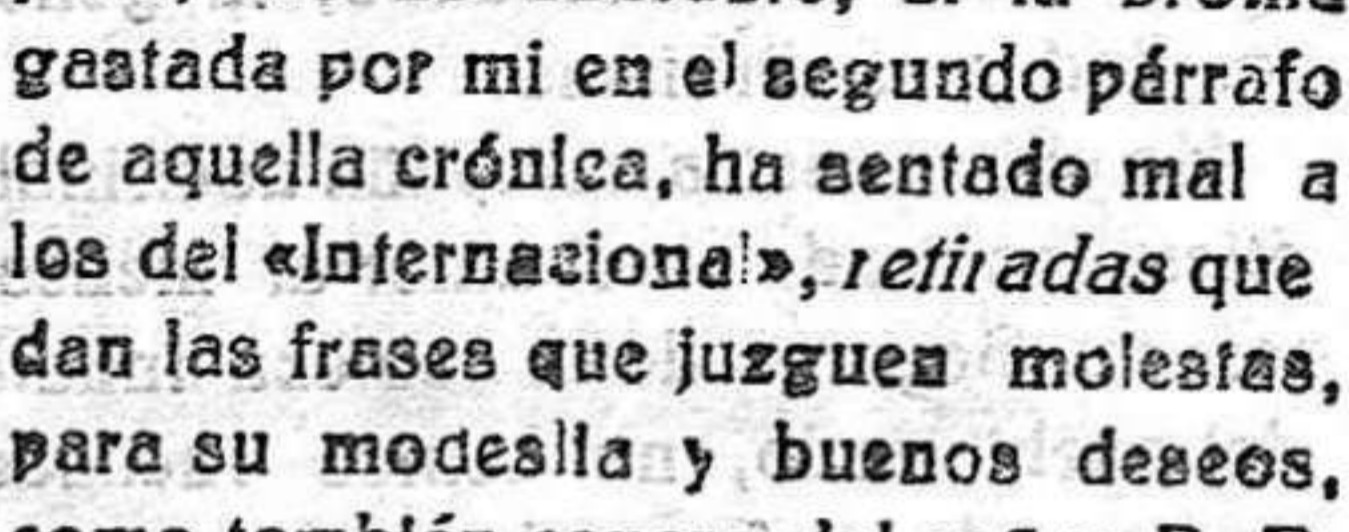 gastada por mi en el segundo párrafo
de aquella crónica, ha sentado mal a
los del «Internacional», retiradas que
dan las frases que juzguen molestas,
para su modestia y buenos deseos,